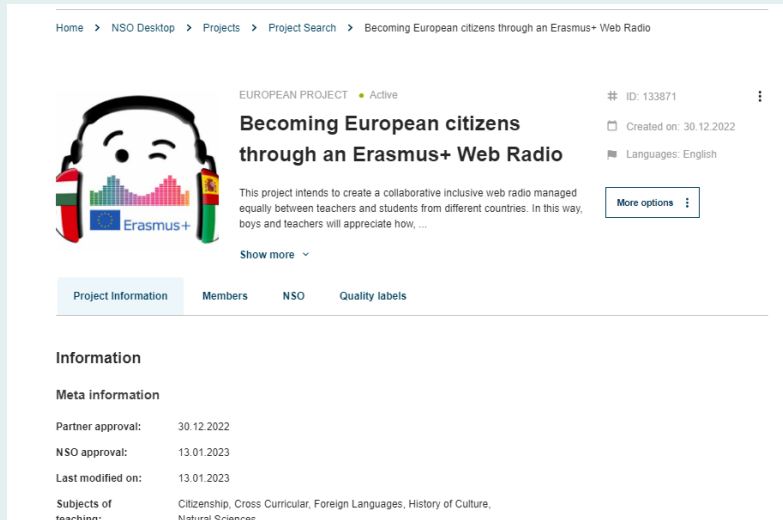 Home > NSO Desktop > Projects > Project Search > Becoming European citizens through an Erasmus+ Web Radio
EUROPEAN PROJECT • Active
Becoming European citizens
through an Erasmus+ Web Radio
This project intends to create a collaborative inclusive web radio managed
equally between teachers and students from different countries. In this way,
boys and teachers will appreciate how, ...
Show more
# ID: 133871
Created on: 30.12.2022
Languages: English
More options
Erasmus+
Project Information Members NSO Quality labels
Information
Meta information
Partner approval: 30.12.2022
NSO approval: 13.01.2023
Last modified on: 13.01.2023
Subjects of Citizenship, Cross Curricular, Foreign Languages, History of Culture,
teaching: Natural Sciences